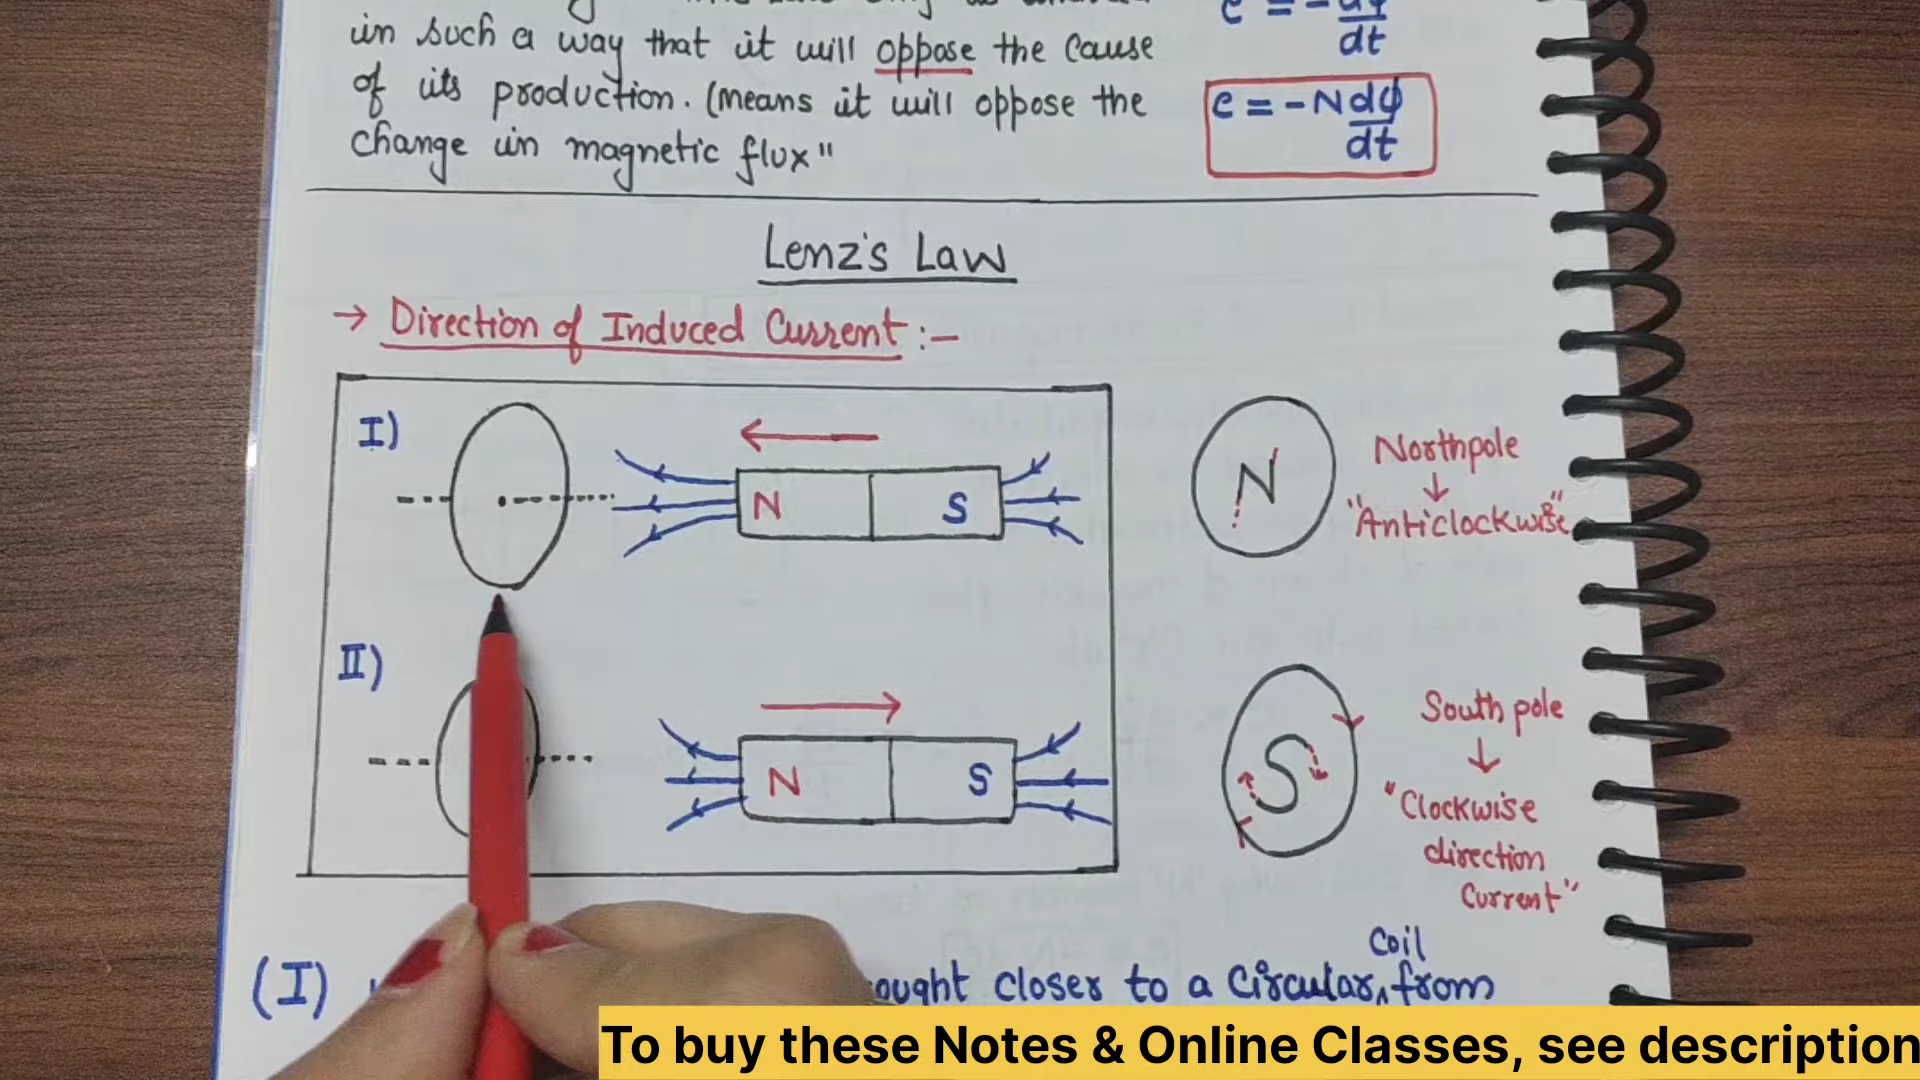 in such a way that it will oppose the cause
of its production. (means it will oppose the
change in magnetic flux"
dt
e = -Ndφ
dt
Lenz's Law
→ Direction of Induced Current :-
I)
N S
N
Northpole
↓
"Anticlockwise"
II)
N S
S
South pole
↓
"Clockwise
direction
Current"
coil
(I) ought closer to a Circular from
To buy these Notes & Online Classes, see description